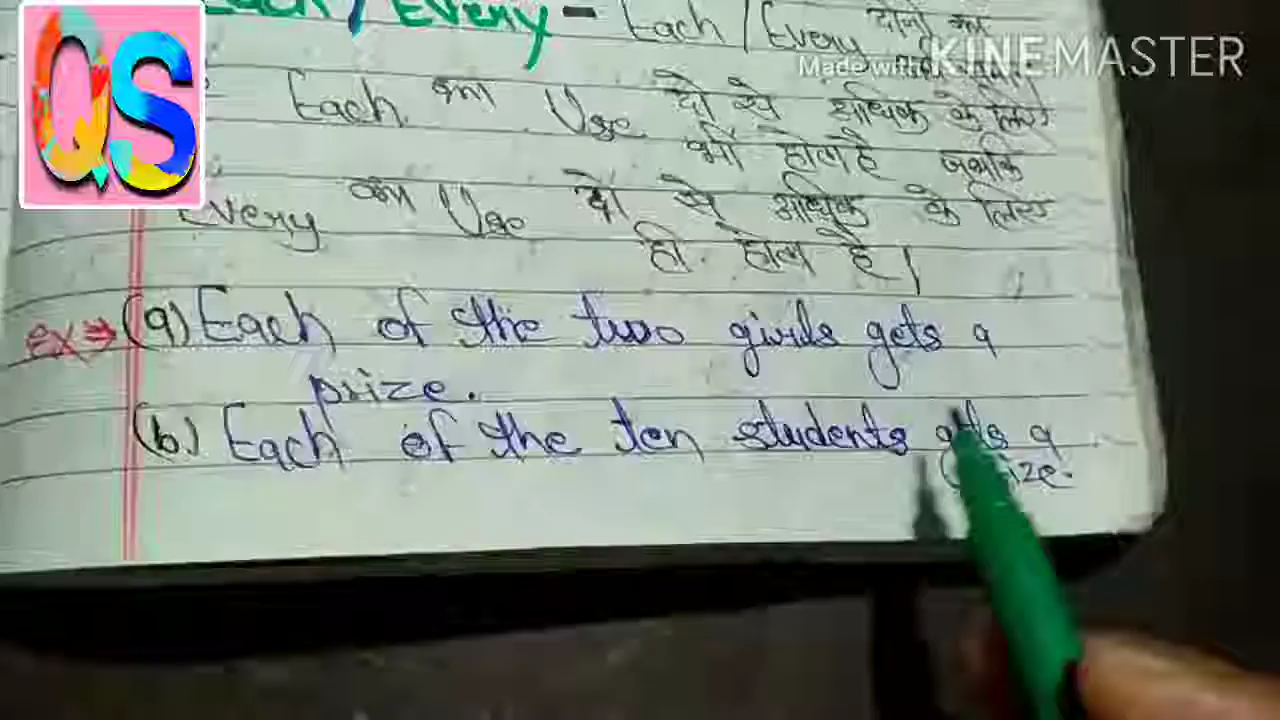 Each / Every - Each / Every दोनों का
QS
Made with KINEMASTER
Each का Use दो से अधिक के लिए
भी होता है जबकि
Every का Use दो से अधिक के लिए
ही होता है।
ex⇒ (a) Each of the two girls gets a
prize.
(b). Each of the ten students gets a
prize.